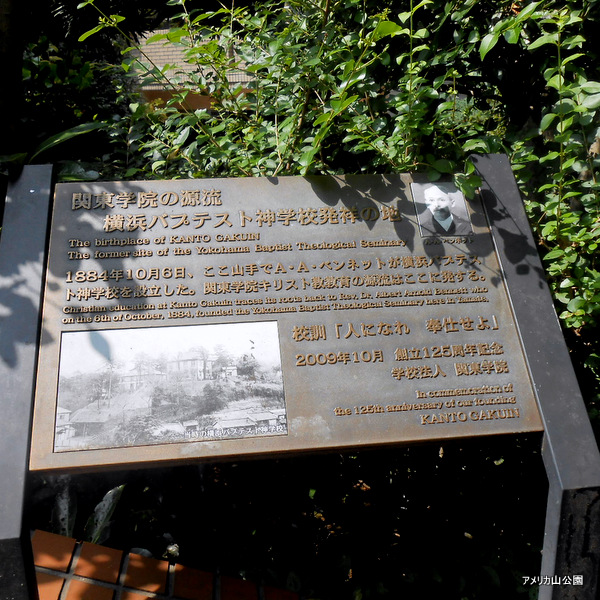 関東学院の源流
横浜バプテスト神学校発祥の地
The birthplace of KANTO GAKUIN
The former site of the Yokohama Baptist Theological Seminary
1884年10月6日、ここ山手でA・A・ベンネットが横浜バプテス
ト神学校を設立した。関東学院キリスト教教育の源流はここに発する。
Christian education at Kanto Gakuin traces its roots back to Rev. Dr. Albert Arnold Bennett who
on the 6th of October, 1884, founded the Yokohama Baptist Theological Seminary here in Yamate.
校訓「人になれ 奉仕せよ」
2009年10月 創立125周年記念
学校法人 関東学院
In commemoration of
the 125th anniversary of our founding
KANTO GAKUIN
当時の横浜バプテスト神学校
アメリカ山公園